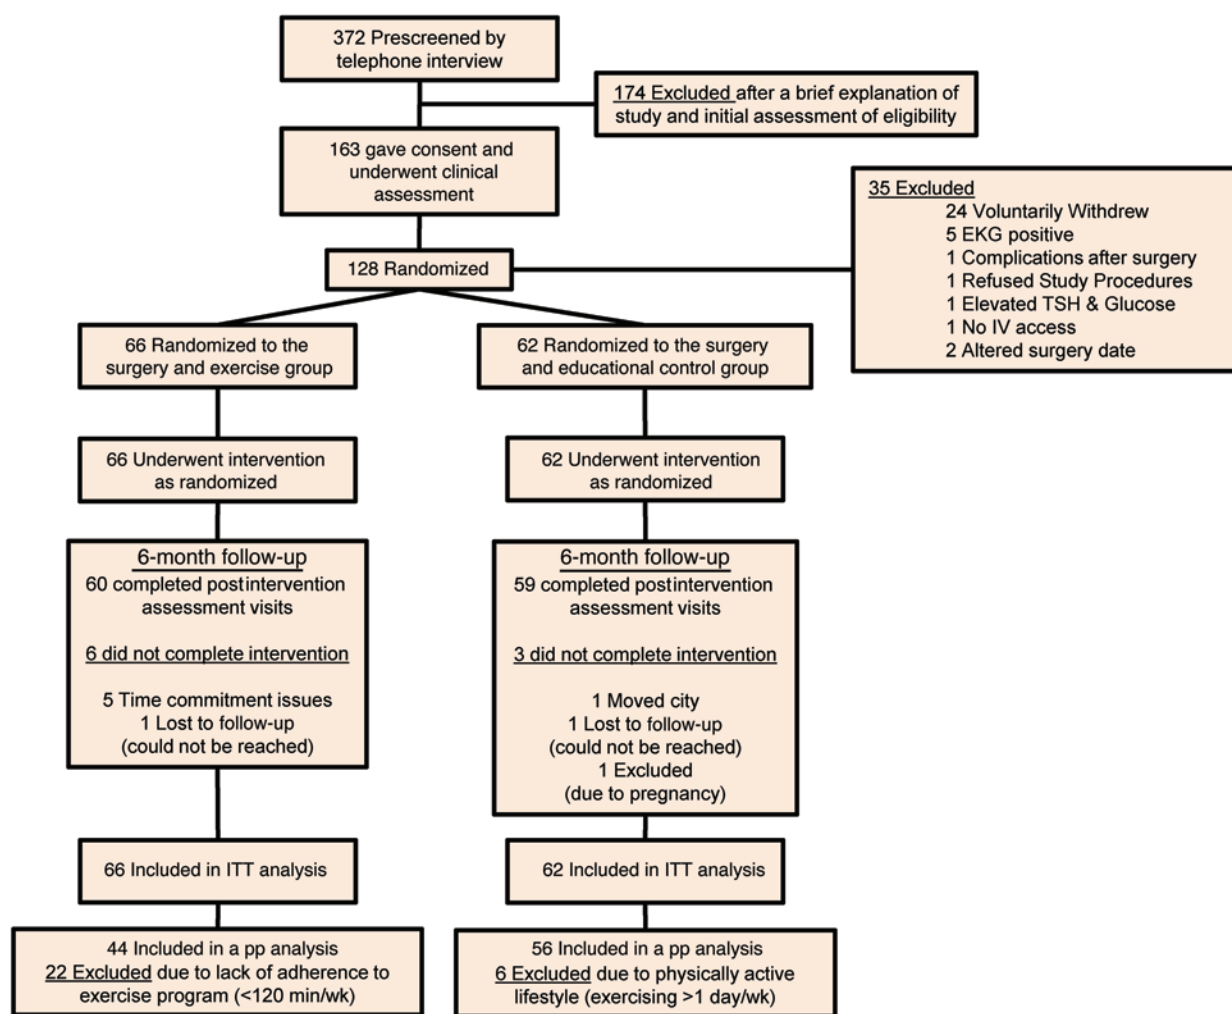 372 Prescreened by
telephone interview
174 Excluded after a brief explanation of
study and initial assessment of eligibility
163 gave consent and
underwent clinical
assessment
35 Excluded
24 Voluntarily Withdrew
5 EKG positive
1 Complications after surgery
1 Refused Study Procedures
1 Elevated TSH & Glucose
1 No IV access
2 Altered surgery date
128 Randomized
66 Randomized to the
surgery and exercise group
62 Randomized to the surgery
and educational control group
66 Underwent intervention
as randomized
62 Underwent intervention
as randomized
6-month follow-up
60 completed postintervention
assessment visits
6 did not complete intervention
5 Time commitment issues
1 Lost to follow-up
(could not be reached)
6-month follow-up
59 completed postintervention
assessment visits
3 did not complete intervention
1 Moved city
1 Lost to follow-up
(could not be reached)
1 Excluded
(due to pregnancy)
66 Included in ITT analysis
62 Included in ITT analysis
44 Included in a pp analysis
22 Excluded due to lack of adherence to
exercise program (<120 min/wk)
56 Included in a pp analysis
6 Excluded due to physically active
lifestyle (exercising >1 day/wk)